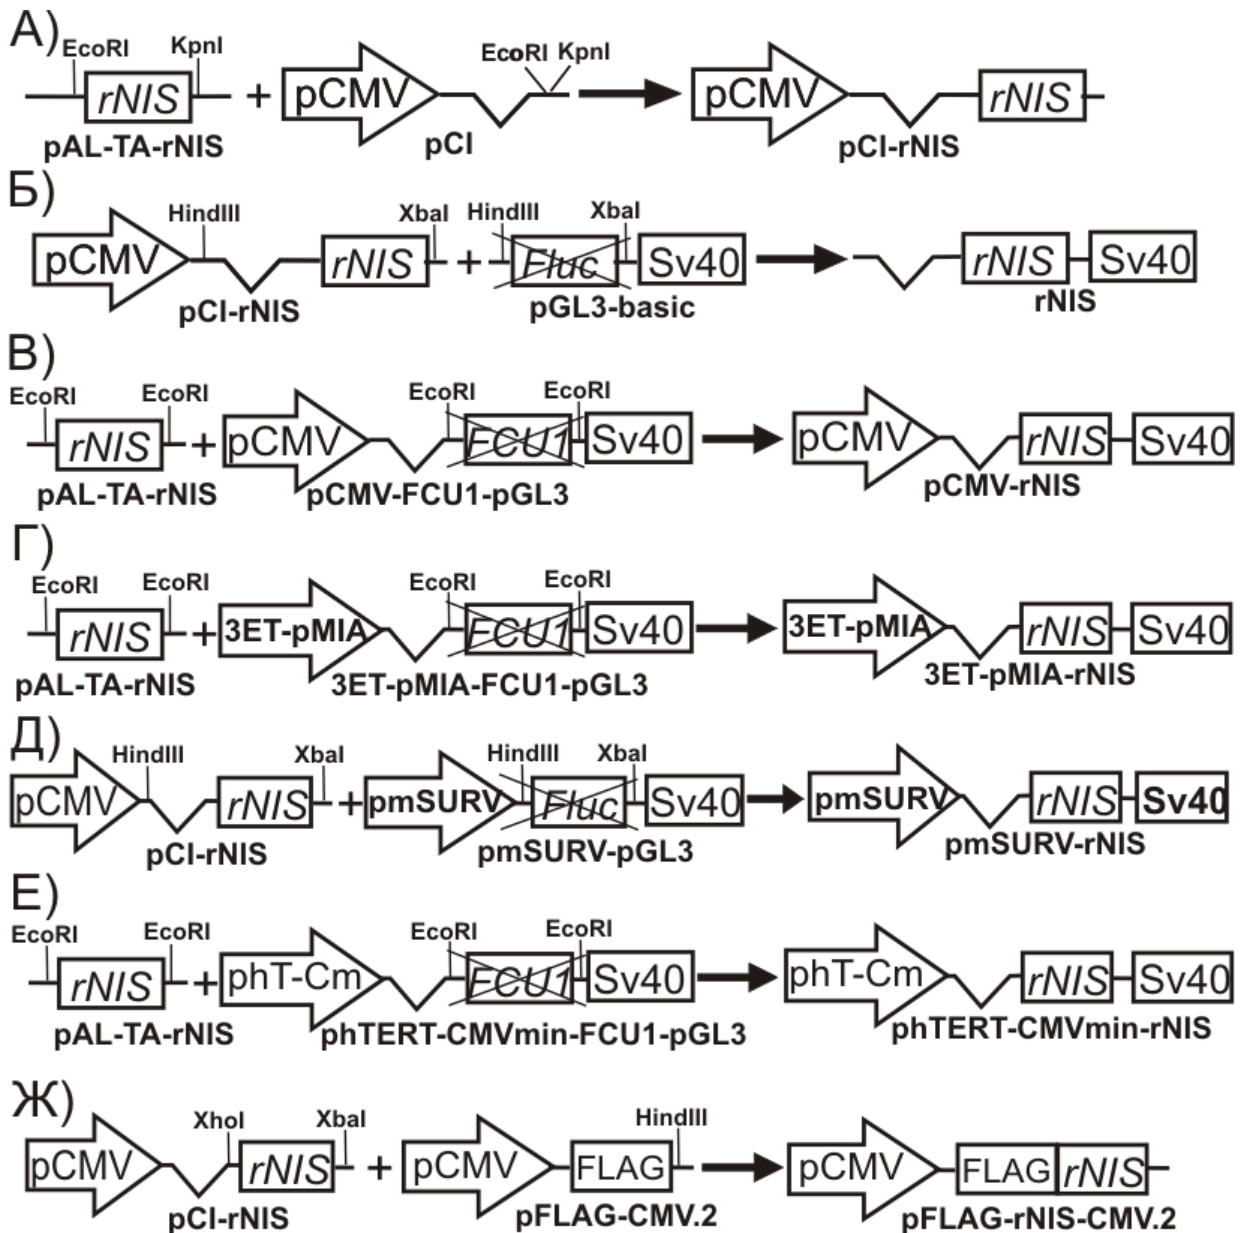 А)
EcoRI KpnI EcoRI KpnI
rNIS + pCMV pCMV rNIS
pAL-TA-rNIS pCI pCI-rNIS
Б)
HindIII XbaI HindIII XbaI
pCMV rNIS + Fluc Sv40 rNIS Sv40
pCI-rNIS pGL3-basic rNIS
В)
EcoRI EcoRI EcoRI EcoRI
rNIS + pCMV FCU1 Sv40 pCMV rNIS Sv40
pAL-TA-rNIS pCMV-FCU1-pGL3 pCMV-rNIS
Г)
EcoRI EcoRI EcoRI EcoRI
rNIS + 3ET-pMIA FCU1 Sv40 3ET-pMIA rNIS Sv40
pAL-TA-rNIS 3ET-pMIA-FCU1-pGL3 3ET-pMIA-rNIS
Д)
HindIII XbaI HindIII XbaI
pCMV rNIS + pmSURV Fluc Sv40 pmSURV rNIS Sv40
pCI-rNIS pmSURV-pGL3 pmSURV-rNIS
Е)
EcoRI EcoRI EcoRI EcoRI
rNIS + phT-Cm FCU1 Sv40 phT-Cm rNIS Sv40
pAL-TA-rNIS phTERT-CMVmin-FCU1-pGL3 phTERT-CMVmin-rNIS
Ж)
XhoI XbaI HindIII
pCMV rNIS + pCMV FLAG pCMV FLAG rNIS
pCI-rNIS pFLAG-CMV.2 pFLAG-rNIS-CMV.2